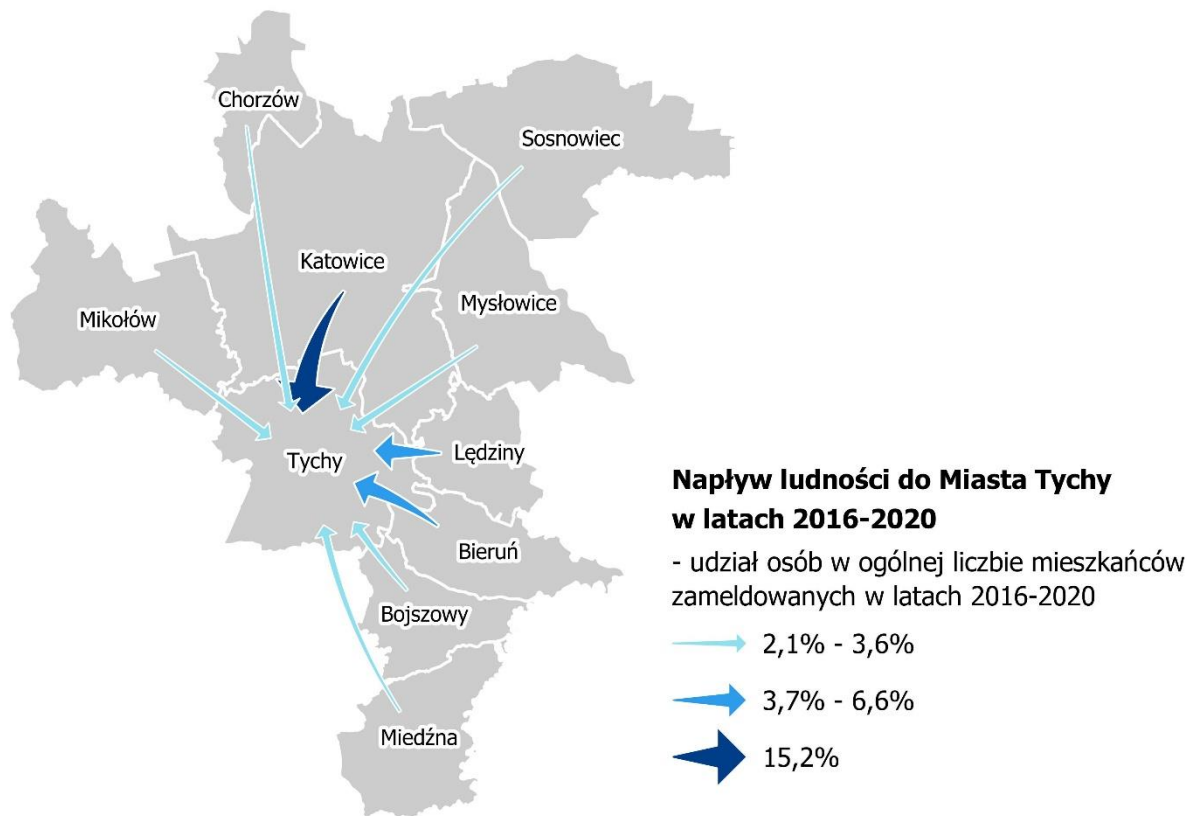 Chorzów
Sosnowiec
Katowice
Mysłowice
Mikołów
Tychy
Lędziny
Bieruń
Bojszowy
Miedźna
Napływ ludności do Miasta Tychy
w latach 2016-2020
- udział osób w ogólnej liczbie mieszkańców
zameldowanych w latach 2016-2020
2,1% - 3,6%
3,7% - 6,6%
15,2%